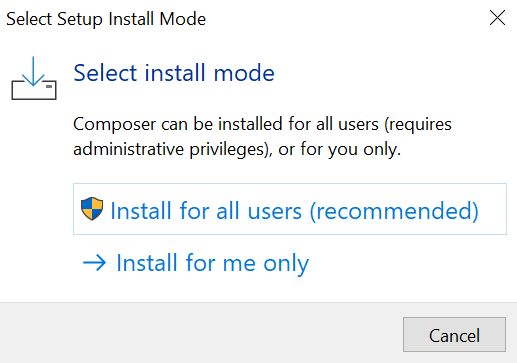 Select Setup Install Mode
Select install mode
Composer can be installed for all users (requires
administrative privileges), or for you only.
Install for all users (recommended)
Install for me only
Cancel